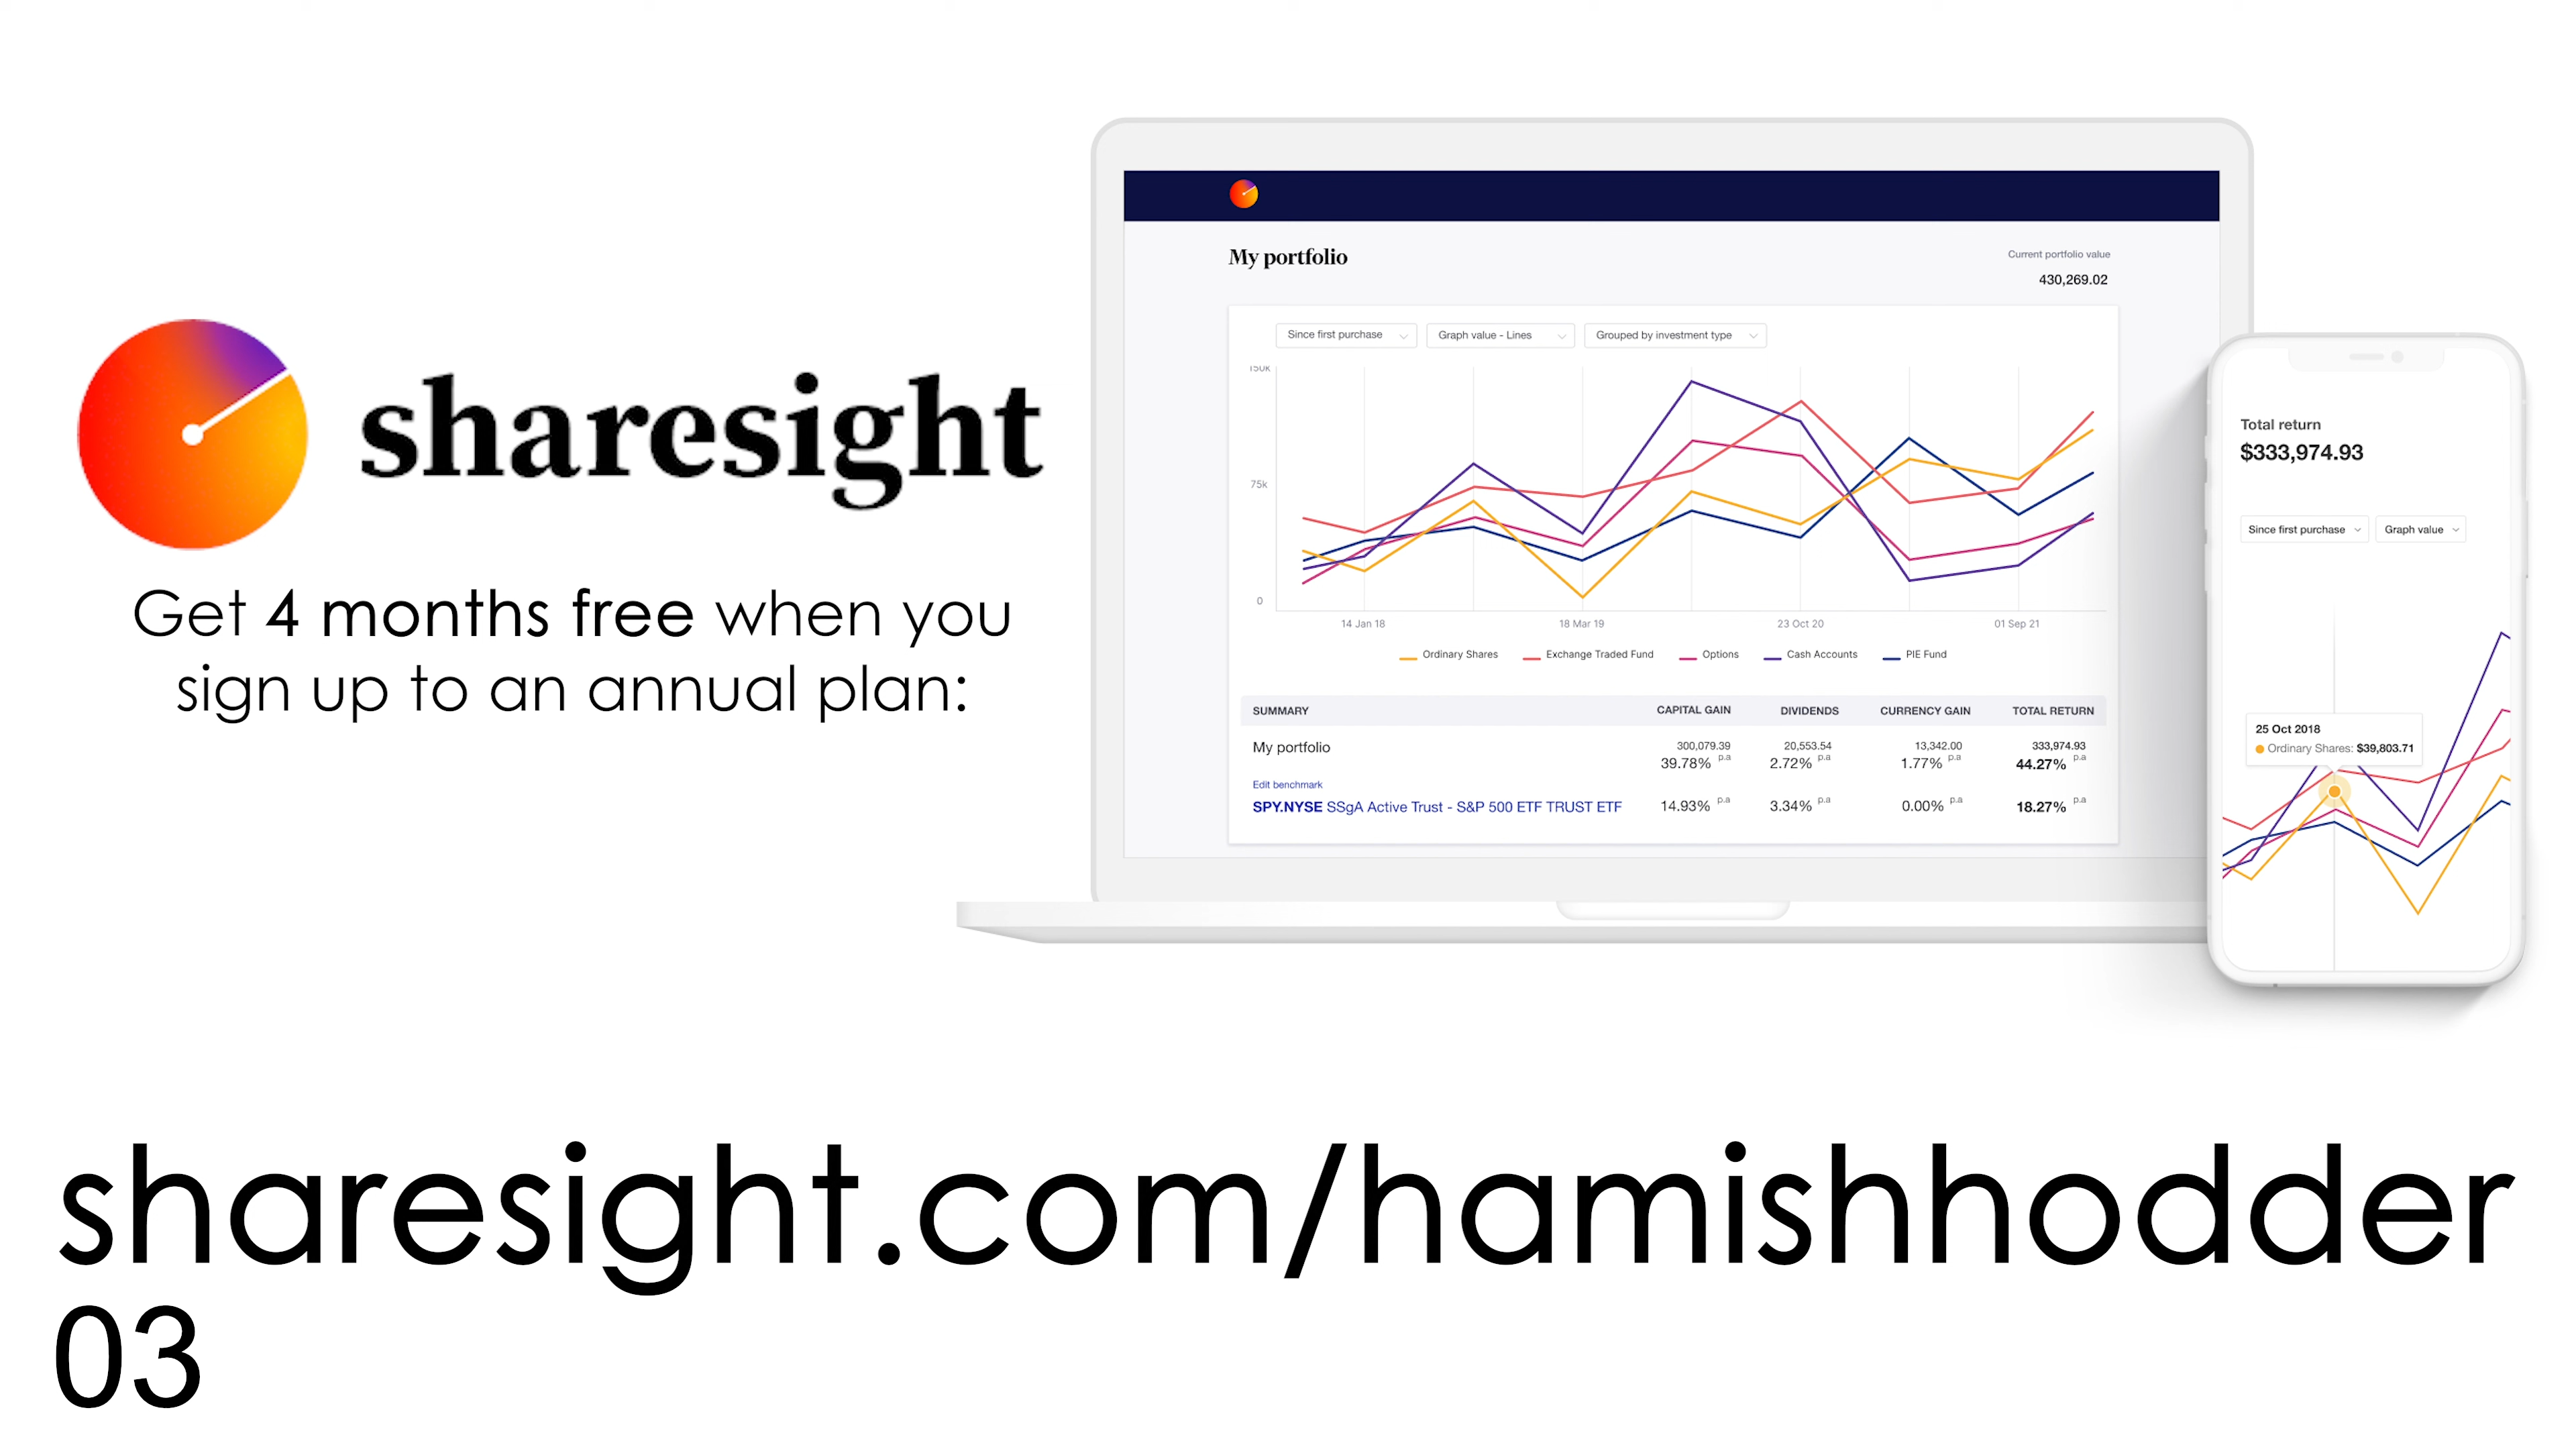 sharesight
Get 4 months free when you
sign up to an annual plan:
My portfolio
Current portfolio value
430,269.02
Since first purchase
Graph value - Lines
Grouped by investment type
150k
75k
0
14 Jan 18
18 Mar 19
23 Oct 20
01 Sep 21
Ordinary Shares
Exchange Traded Fund
Options
Cash Accounts
PIE Fund
SUMMARY CAPITAL GAIN DIVIDENDS CURRENCY GAIN TOTAL RETURN
My portfolio 300,079.39 20,553.54 13,342.00 333,974.93
39.78% p.a 2.72% p.a 1.77% p.a 44.27% p.a
Edit benchmark
SPY.NYSE SSgA Active Trust - S&P 500 ETF TRUST ETF 14.93% p.a 3.34% p.a 0.00% p.a 18.27% p.a
Total return
$333,974.93
Since first purchase
Graph value
25 Oct 2018
Ordinary Shares: $39,803.71
sharesight.com/hamishhodder
03